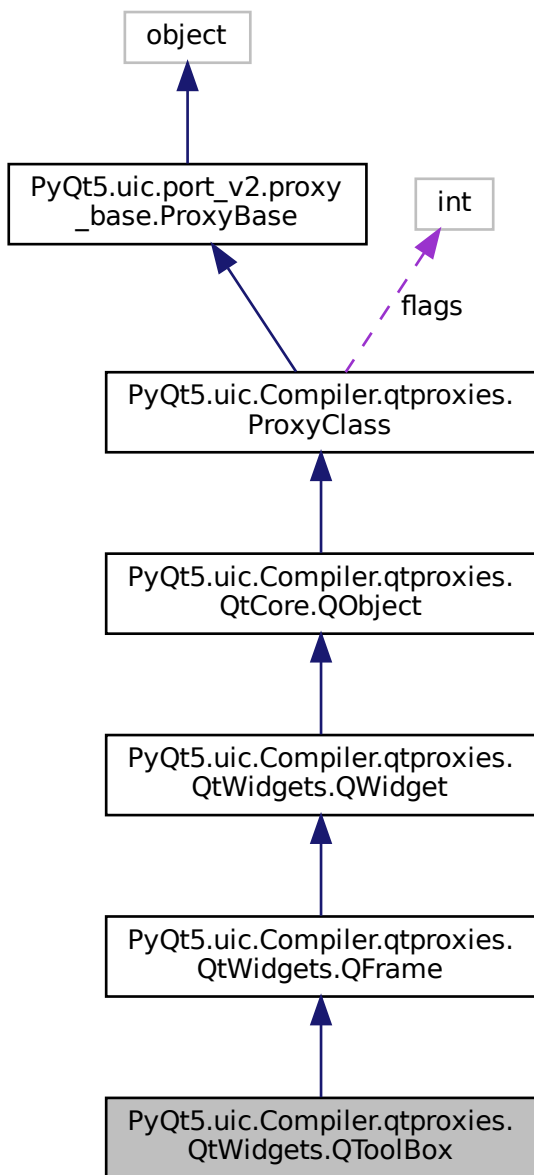 object
PyQt5.uic.port_v2.proxy
_base.ProxyBase
int
flags
PyQt5.uic.Compiler.qtproxies.
ProxyClass
PyQt5.uic.Compiler.qtproxies.
QtCore.QObject
PyQt5.uic.Compiler.qtproxies.
QtWidgets.QWidget
PyQt5.uic.Compiler.qtproxies.
QtWidgets.QFrame
PyQt5.uic.Compiler.qtproxies.
QtWidgets.QToolBox